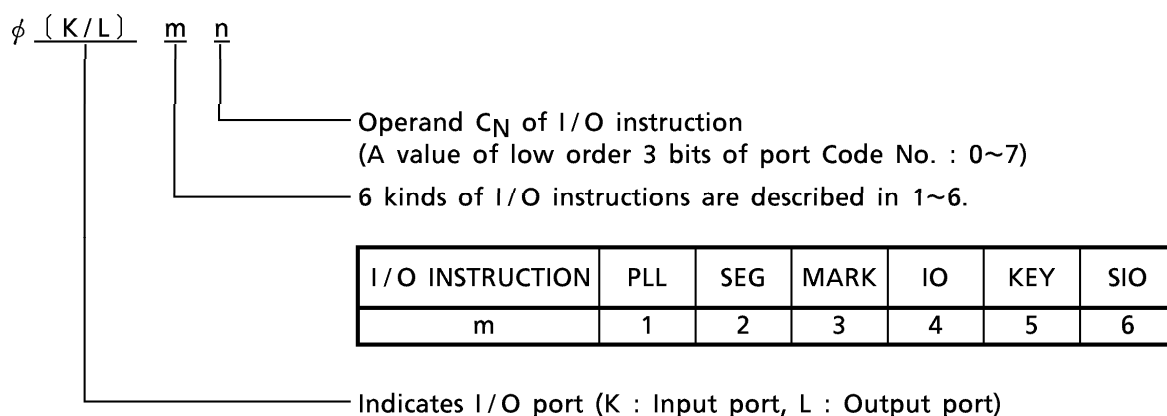 ϕ (K/L) m n
Operand CN of I/O instruction
(A value of low order 3 bits of port Code No. : 0~7)
6 kinds of I/O instructions are described in 1~6.
I/O INSTRUCTION PLL SEG MARK IO KEY SIO
m 1 2 3 4 5 6
Indicates I/O port (K : Input port, L : Output port)